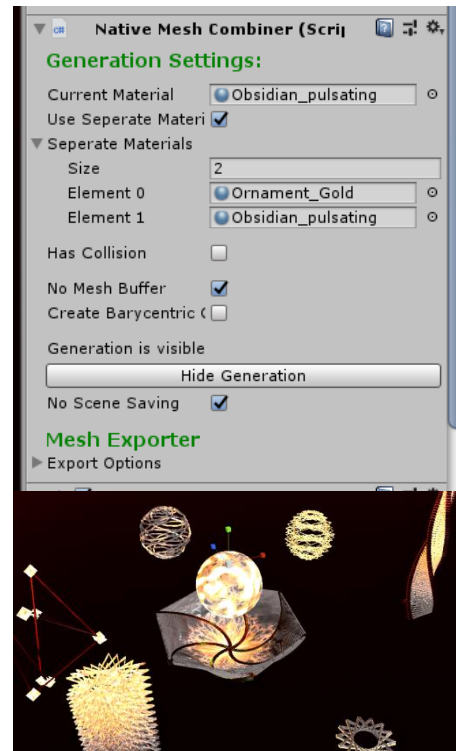 Native Mesh Combiner (Scrip
Generation Settings:
Current Material Obsidian_pulsating
Use Seperate Materi
Seperate Materials
Size 2
Element 0 Ornament_Gold
Element 1 Obsidian_pulsating
Has Collision
No Mesh Buffer
Create Barycentric C
Generation is visible
Hide Generation
No Scene Saving
Mesh Exporter
Export Options